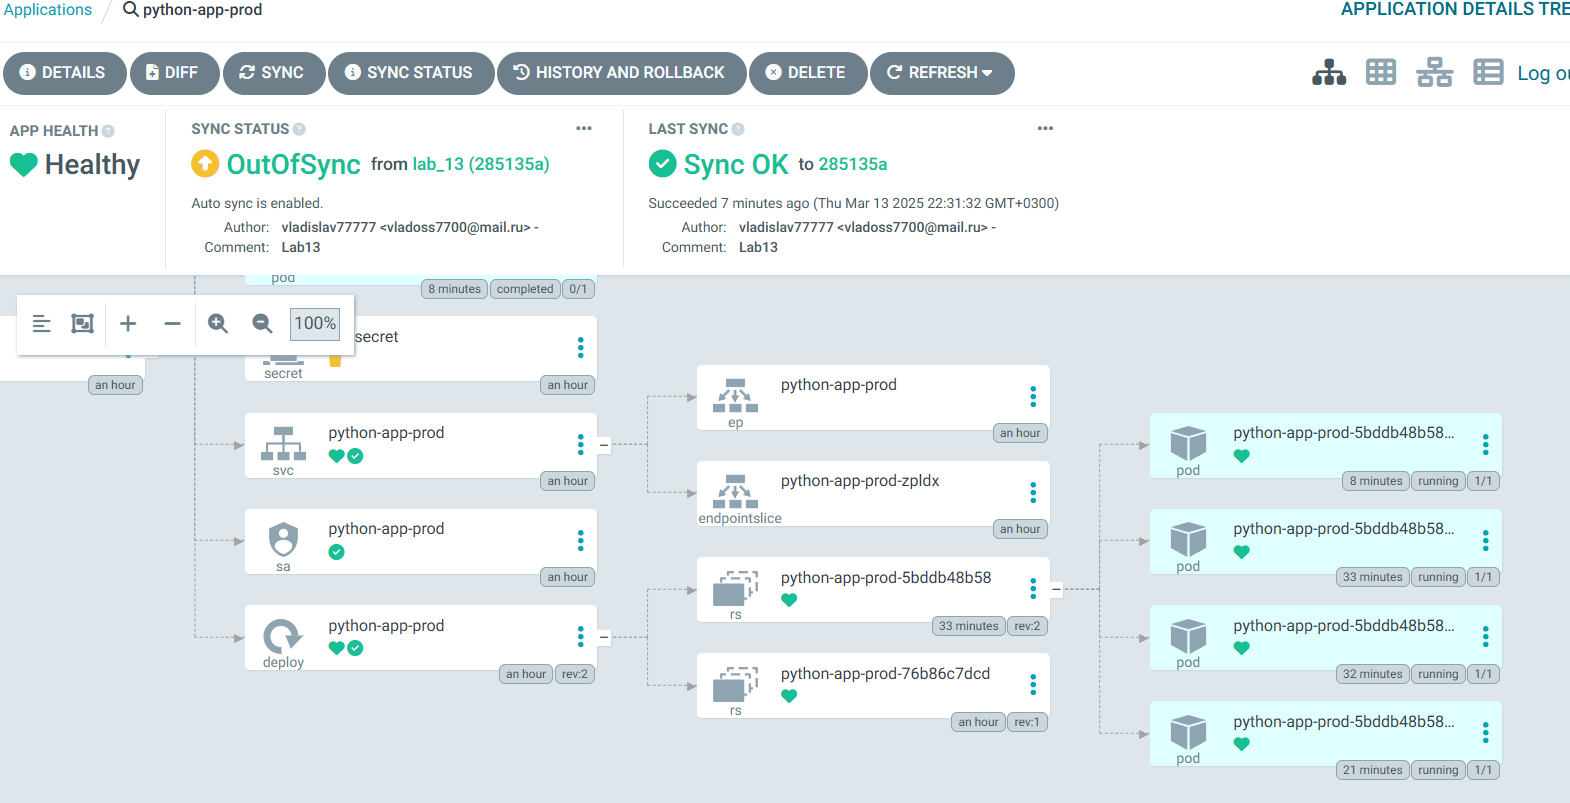 Applications / python-app-prod
APPLICATION DETAILS TRE
DETAILS DIFF SYNC SYNC STATUS HISTORY AND ROLLBACK DELETE REFRESH
Log ou
APP HEALTH
Healthy
SYNC STATUS
OutOfSync from lab_13 (285135a)
Auto sync is enabled.
Author: vladislav77777 <vladoss7700@mail.ru> -
Comment: Lab13
LAST SYNC
Sync OK to 285135a
Succeeded 7 minutes ago (Thu Mar 13 2025 22:31:32 GMT+0300)
Author: vladislav77777 <vladoss7700@mail.ru> -
Comment: Lab13
100%
an hour
pod
8 minutes completed 0/1
secret
secret
an hour
python-app-prod
svc
an hour
python-app-prod
sa
an hour
python-app-prod
deploy
an hour rev:2
python-app-prod
ep
an hour
python-app-prod-zpldx
endpointslice
an hour
python-app-prod-5bddb48b58
rs
33 minutes rev:2
python-app-prod-76b86c7dcd
rs
an hour rev:1
python-app-prod-5bddb48b58...
pod
8 minutes running 1/1
python-app-prod-5bddb48b58...
pod
33 minutes running 1/1
python-app-prod-5bddb48b58...
pod
32 minutes running 1/1
python-app-prod-5bddb48b58...
pod
21 minutes running 1/1